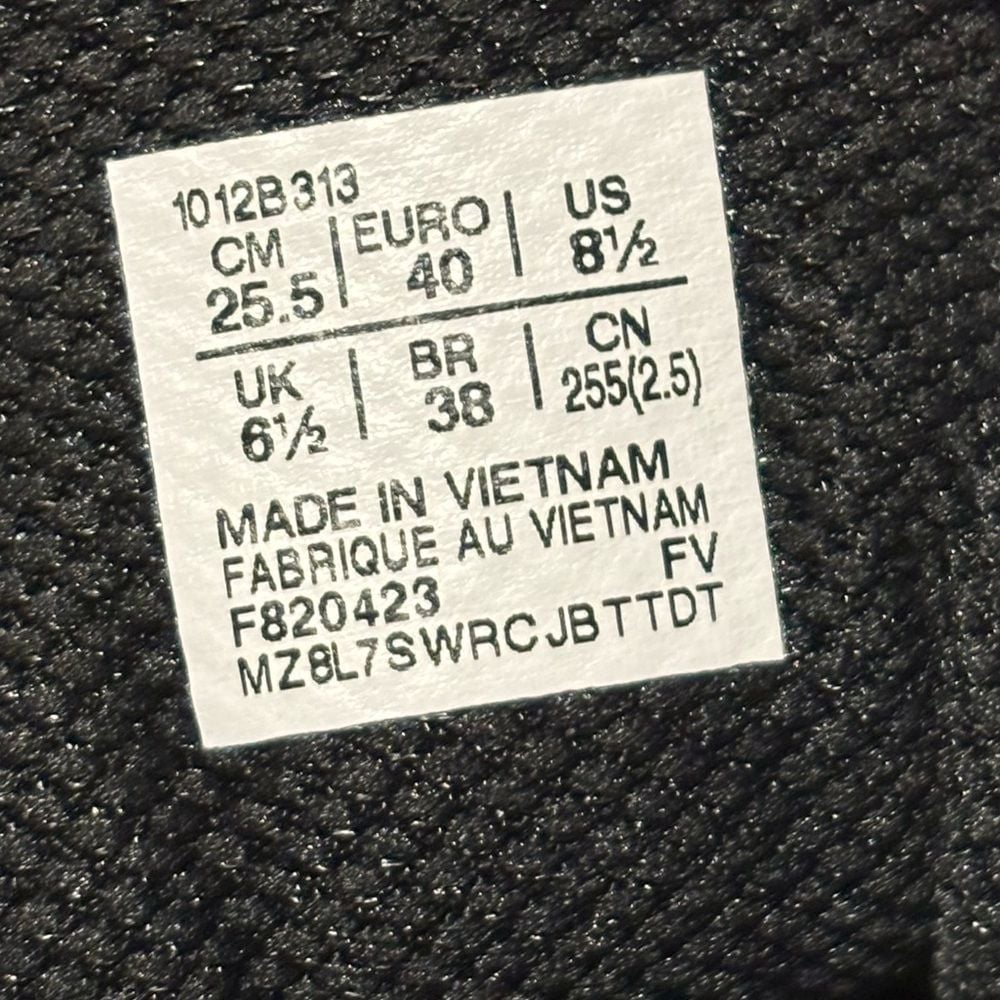 1012B313
CM | EURO | US
25.5 | 40 | 8½
UK | BR | CN
6½ | 38 | 255(2.5)
MADE IN VIETNAM
FABRIQUE AU VIETNAM
FV
F820423
MZ8L7SWRCJBTTDT